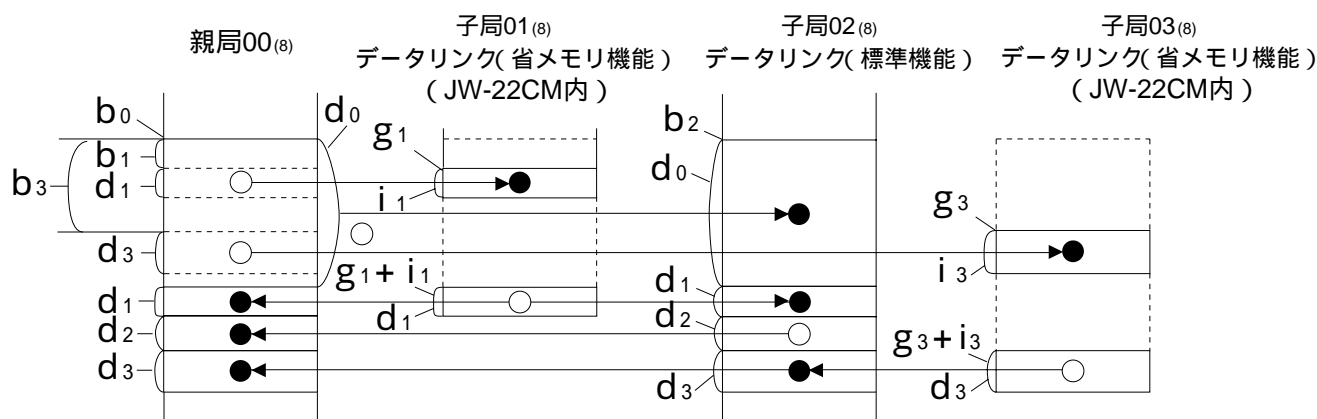 親局00(8)
子局01(8)
データリンク(省メモリ機能)
(JW-22CM内)
子局02(8)
データリンク(標準機能)
子局03(8)
データリンク(省メモリ機能)
(JW-22CM内)
b0
d0
b1
b3
d1
d3
d1
d2
d3
g1
i1
g1+i1
d1
b2
d0
d1
d2
d3
g3
i3
g3+i3
d3